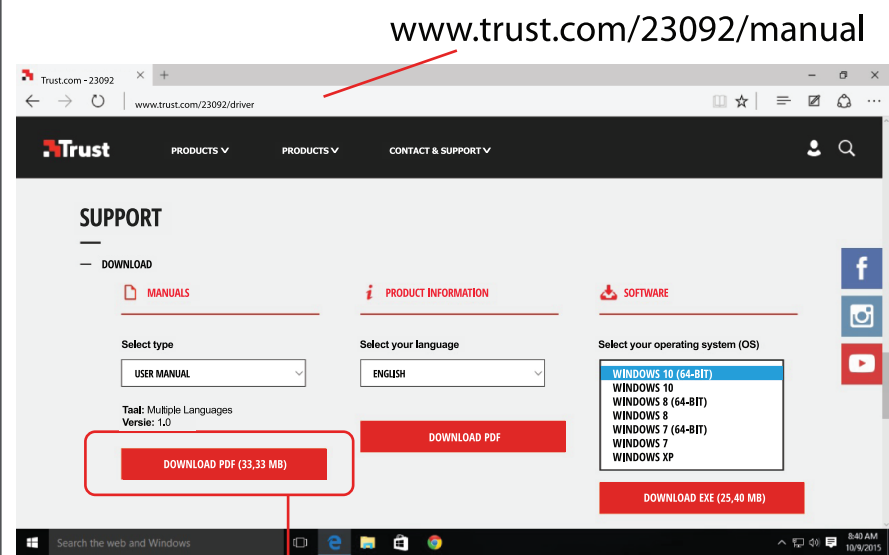 www.trust.com/23092/manual
Trust.com - 23092
www.trust.com/23092/driver
Trust
PRODUCTS
PRODUCTS
CONTACT & SUPPORT
SUPPORT
DOWNLOAD
MANUALS
PRODUCT INFORMATION
SOFTWARE
Select type
Select your language
Select your operating system (OS)
USER MANUAL
ENGLISH
WINDOWS 10 (64-BIT)
WINDOWS 10
WINDOWS 8 (64-BIT)
WINDOWS 8
WINDOWS 7 (64-BIT)
WINDOWS 7
WINDOWS XP
Taal: Multiple Languages
Versie: 1.0
DOWNLOAD PDF (33,33 MB)
DOWNLOAD PDF
DOWNLOAD EXE (25,40 MB)
Search the web and Windows
8:40 AM
10/9/2015